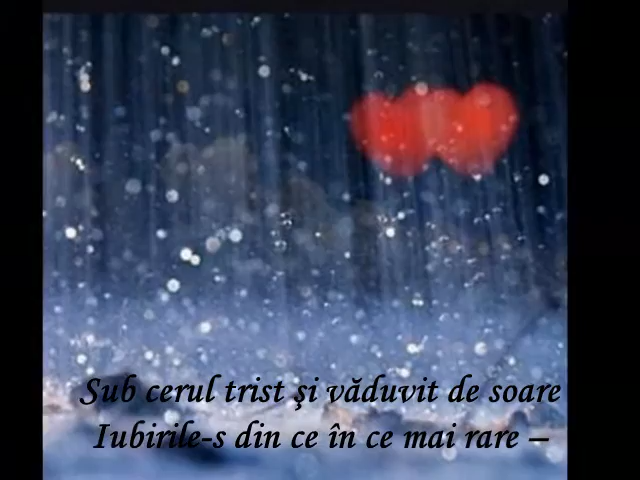 Sub cerul trist şi văduvit de soare
Iubirile-s din ce în ce mai rare –